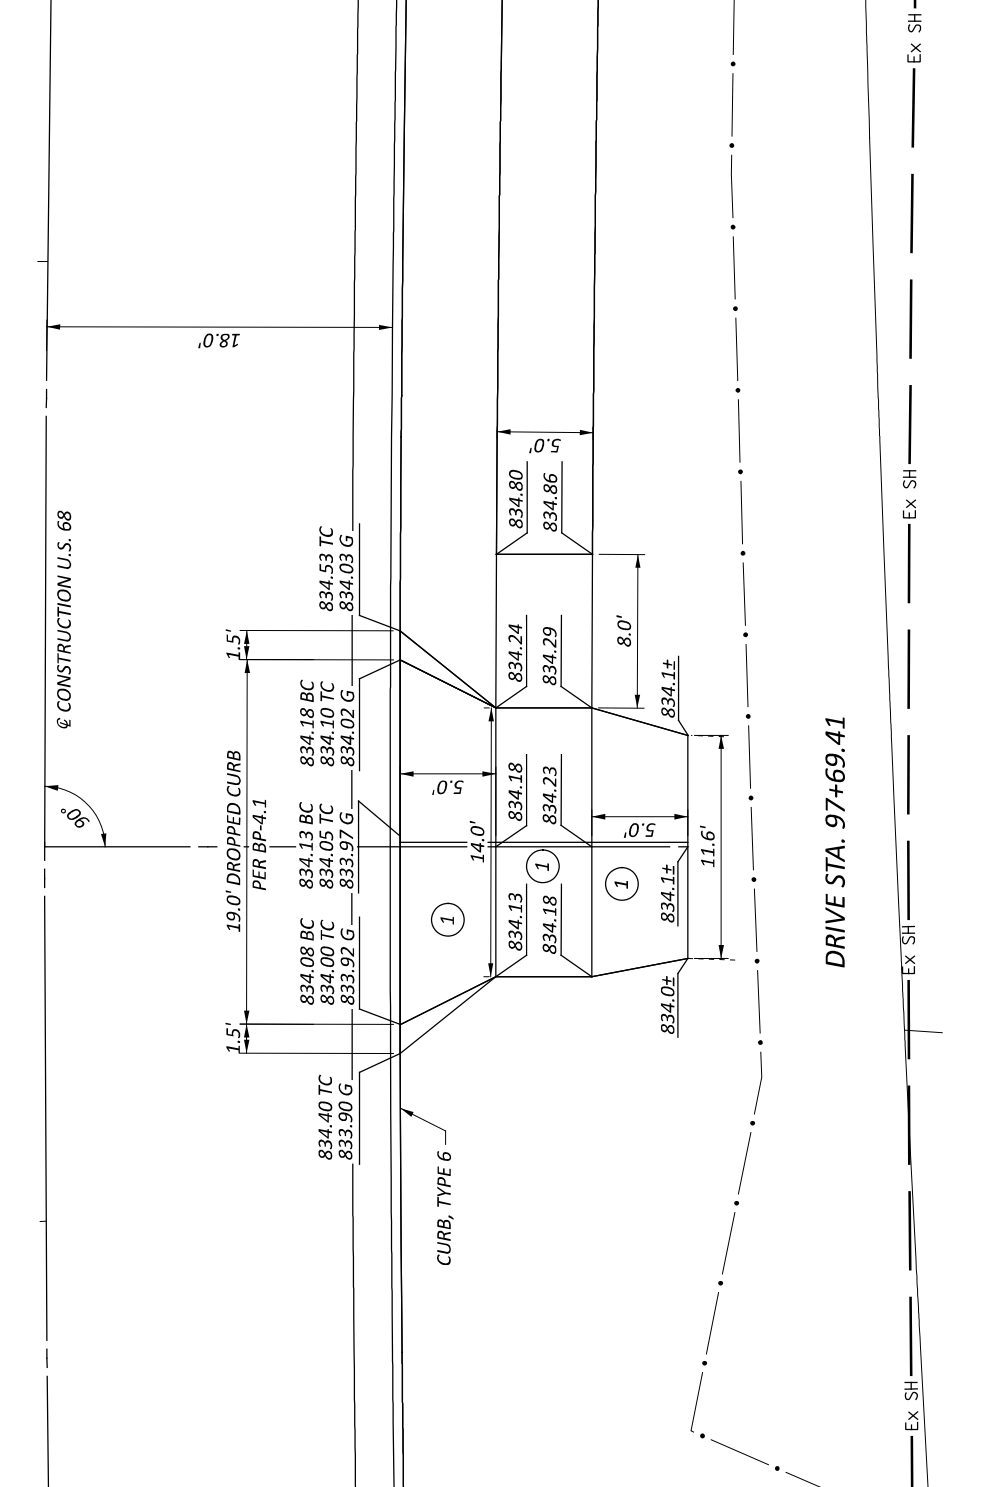 ℄ CONSTRUCTION U.S. 68
90°
18.0'
1.5'
19.0' DROPPED CURB
PER BP-4.1
1.5'
834.40 TC
833.90 G
834.08 BC
834.00 TC
833.92 G
834.13 BC
834.05 TC
833.97 G
834.18 BC
834.10 TC
834.02 G
834.53 TC
834.03 G
CURB, TYPE 6
5.0'
14.0'
1
1
1
834.13
834.18
834.18
834.23
834.24
834.29
834.80
834.86
5.0'
8.0'
5.0'
834.0±
834.1±
834.1±
11.6'
DRIVE STA. 97+69.41
Ex SH
Ex SH
Ex SH
Ex SH